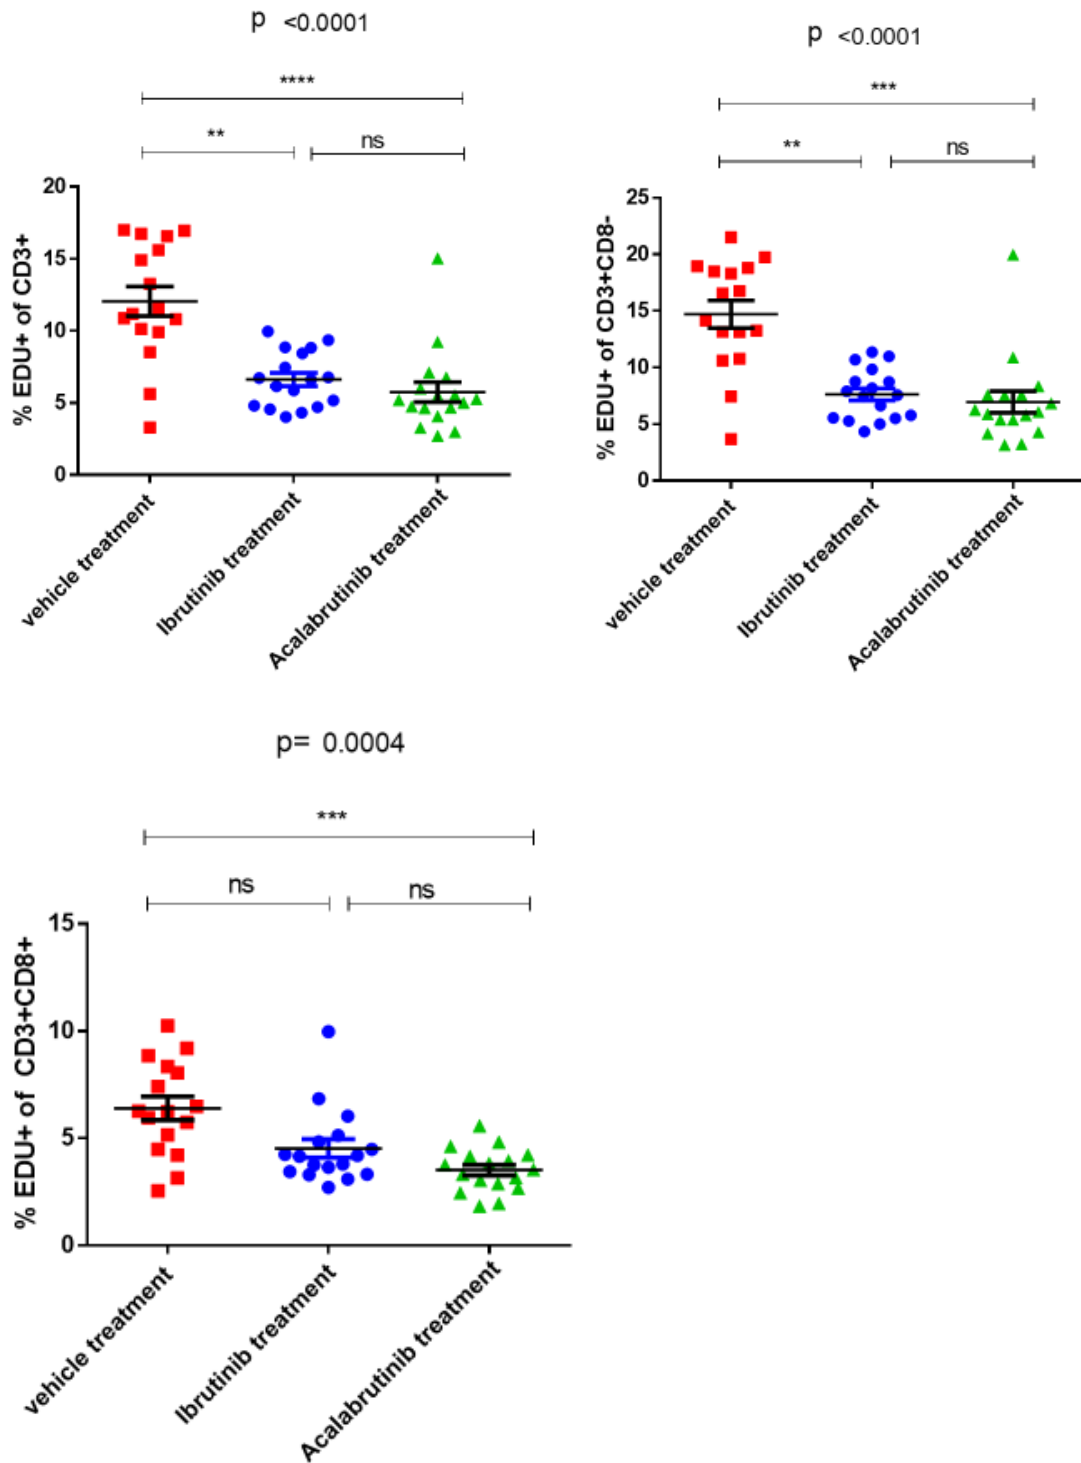 p <0.0001
****
**
ns
% EDU+ of CD3+
20
15
10
5
0
vehicle treatment
Ibrutinib treatment
Acalabrutinib treatment
p <0.0001
***
**
ns
% EDU+ of CD3+CD8-
25
20
15
10
5
0
vehicle treatment
Ibrutinib treatment
Acalabrutinib treatment
p= 0.0004
***
ns
ns
% EDU+ of CD3+CD8+
15
10
5
0
vehicle treatment
Ibrutinib treatment
Acalabrutinib treatment